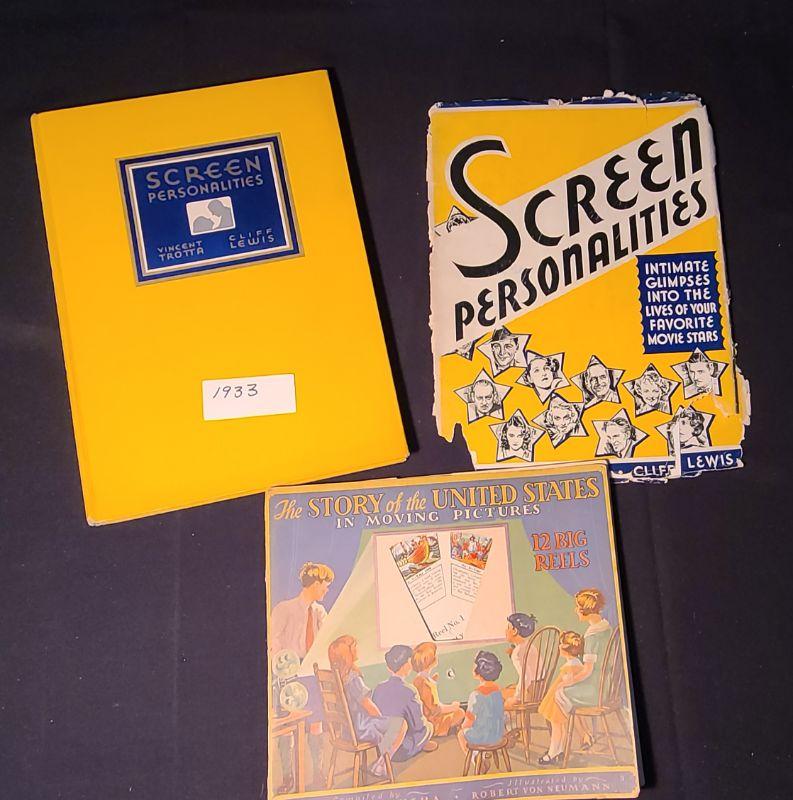 SCREEN
PERSONALITIES
VINCENT
TROTTA
CLIFF
LEWIS
1933
SCREEN
PERSONALITIES
INTIMATE
GLIMPSES
INTO THE
LIVES OF YOUR
FAVORITE
MOVIE STARS
• CLIFF LEWIS
The STORY of the UNITED STATES
IN MOVING PICTURES
12 BIG
REELS
Reel No. 1
Compiled by
Illustrated by
ROBERT VON NEUMANN